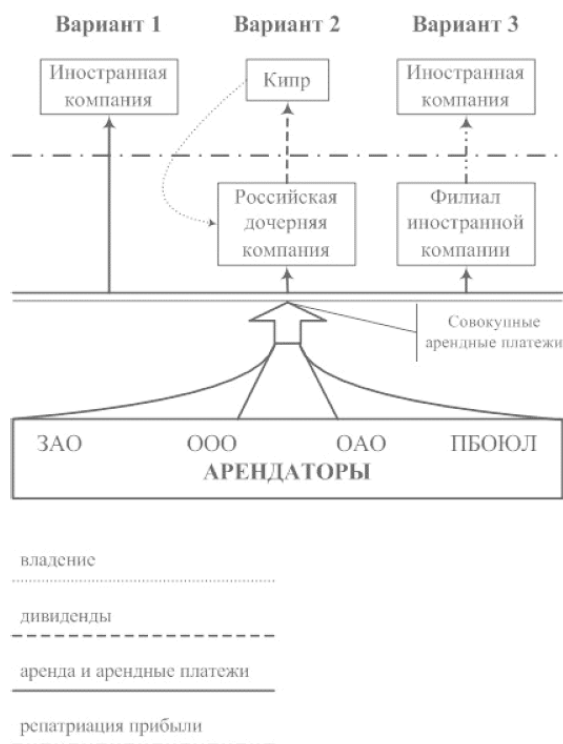 Вариант 1 Вариант 2 Вариант 3
Иностранная
компания
Кипр
Иностранная
компания
Российская
дочерняя
компания
Филиал
иностранной
компании
Совокупные
арендные платежи
ЗАО ООО ОАО ПБОЮЛ
АРЕНДАТОРЫ
владение
дивиденды
аренда и арендные платежи
репатриация прибыли